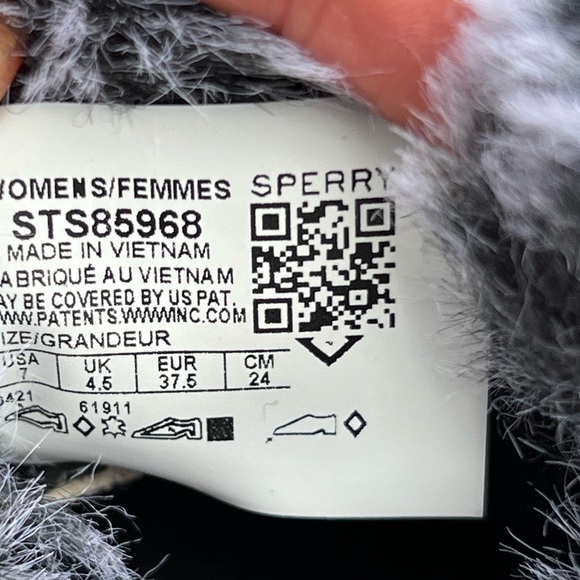 WOMENS/FEMMES SPERRY
STS85968
MADE IN VIETNAM
FABRIQUÉ AU VIETNAM
MAY BE COVERED BY US PAT.
WWW.PATENTS.WWWINC.COM
SIZE/GRANDEUR
USA UK EUR CM
7 4.5 37.5 24
0421 61911